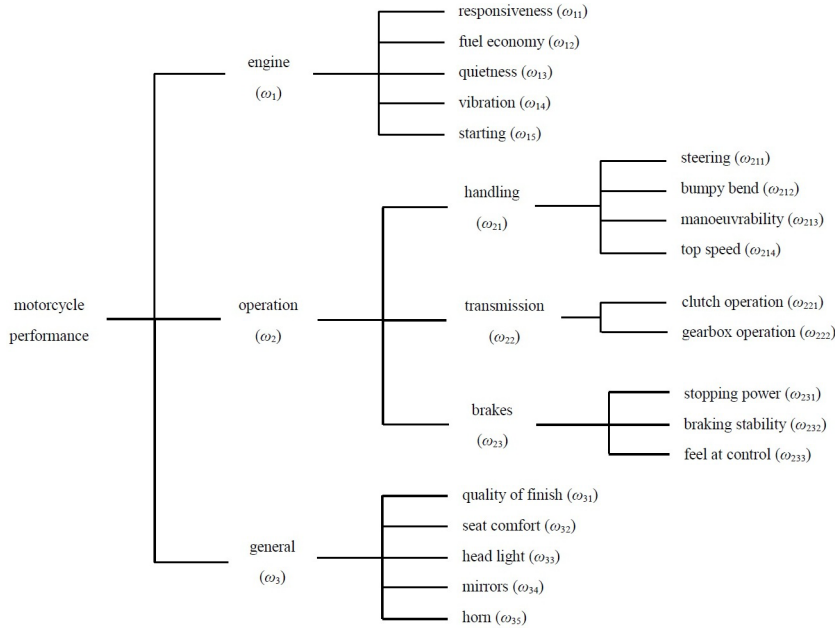 responsiveness (ω11)
engine
fuel economy (ω12)
(ω1)
quietness (ω13)
vibration (ω14)
starting (ω15)
steering (ω211)
handling
bumpy bend (ω212)
(ω21)
manoeuvrability (ω213)
top speed (ω214)
motorcycle
performance
operation
(ω2)
transmission
(ω22)
clutch operation (ω221)
gearbox operation (ω222)
brakes
(ω23)
stopping power (ω231)
braking stability (ω232)
feel at control (ω233)
general
(ω3)
quality of finish (ω31)
seat comfort (ω32)
head light (ω33)
mirrors (ω34)
horn (ω35)